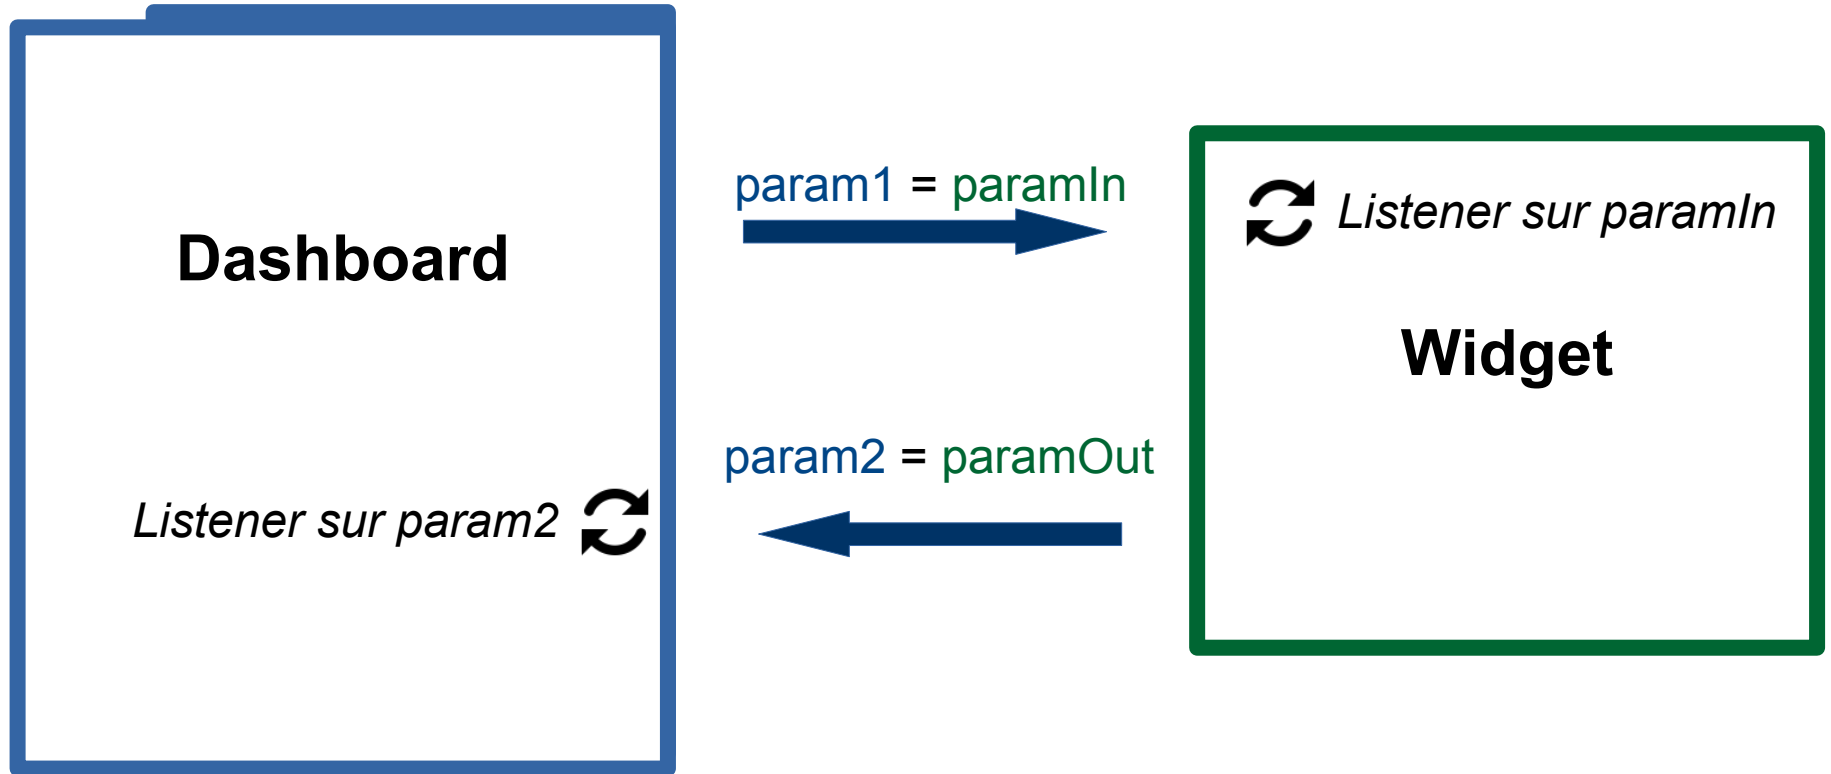 Dashboard
Listener sur param2
param1 = paramIn
param2 = paramOut
Listener sur paramIn
Widget